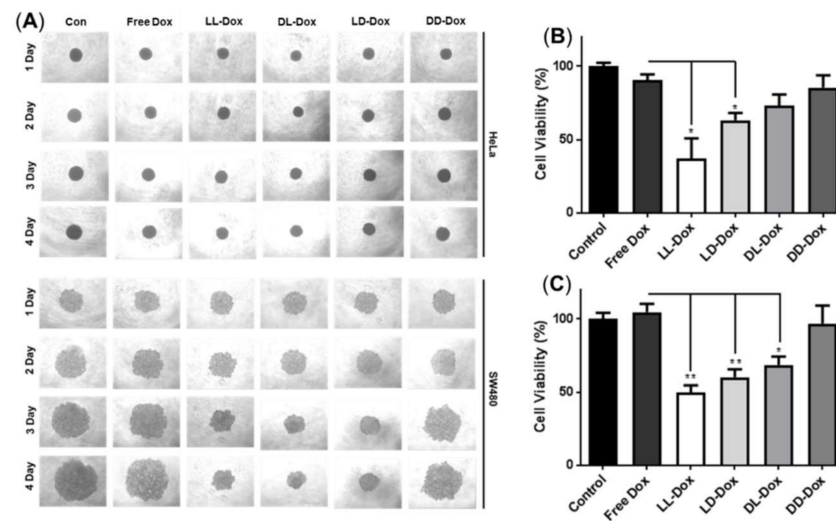 (A)
Con Free Dox LL-Dox DL-Dox LD-Dox DD-Dox
1 Day
2 Day
3 Day
4 Day
HeLa
1 Day
2 Day
3 Day
4 Day
SW480
(B)
Cell Viability (%)
100
50
0
* *
Control Free Dox LL-Dox LD-Dox DL-Dox DD-Dox
(C)
Cell Viability (%)
100
50
0
** ** *
Control Free Dox LL-Dox LD-Dox DL-Dox DD-Dox